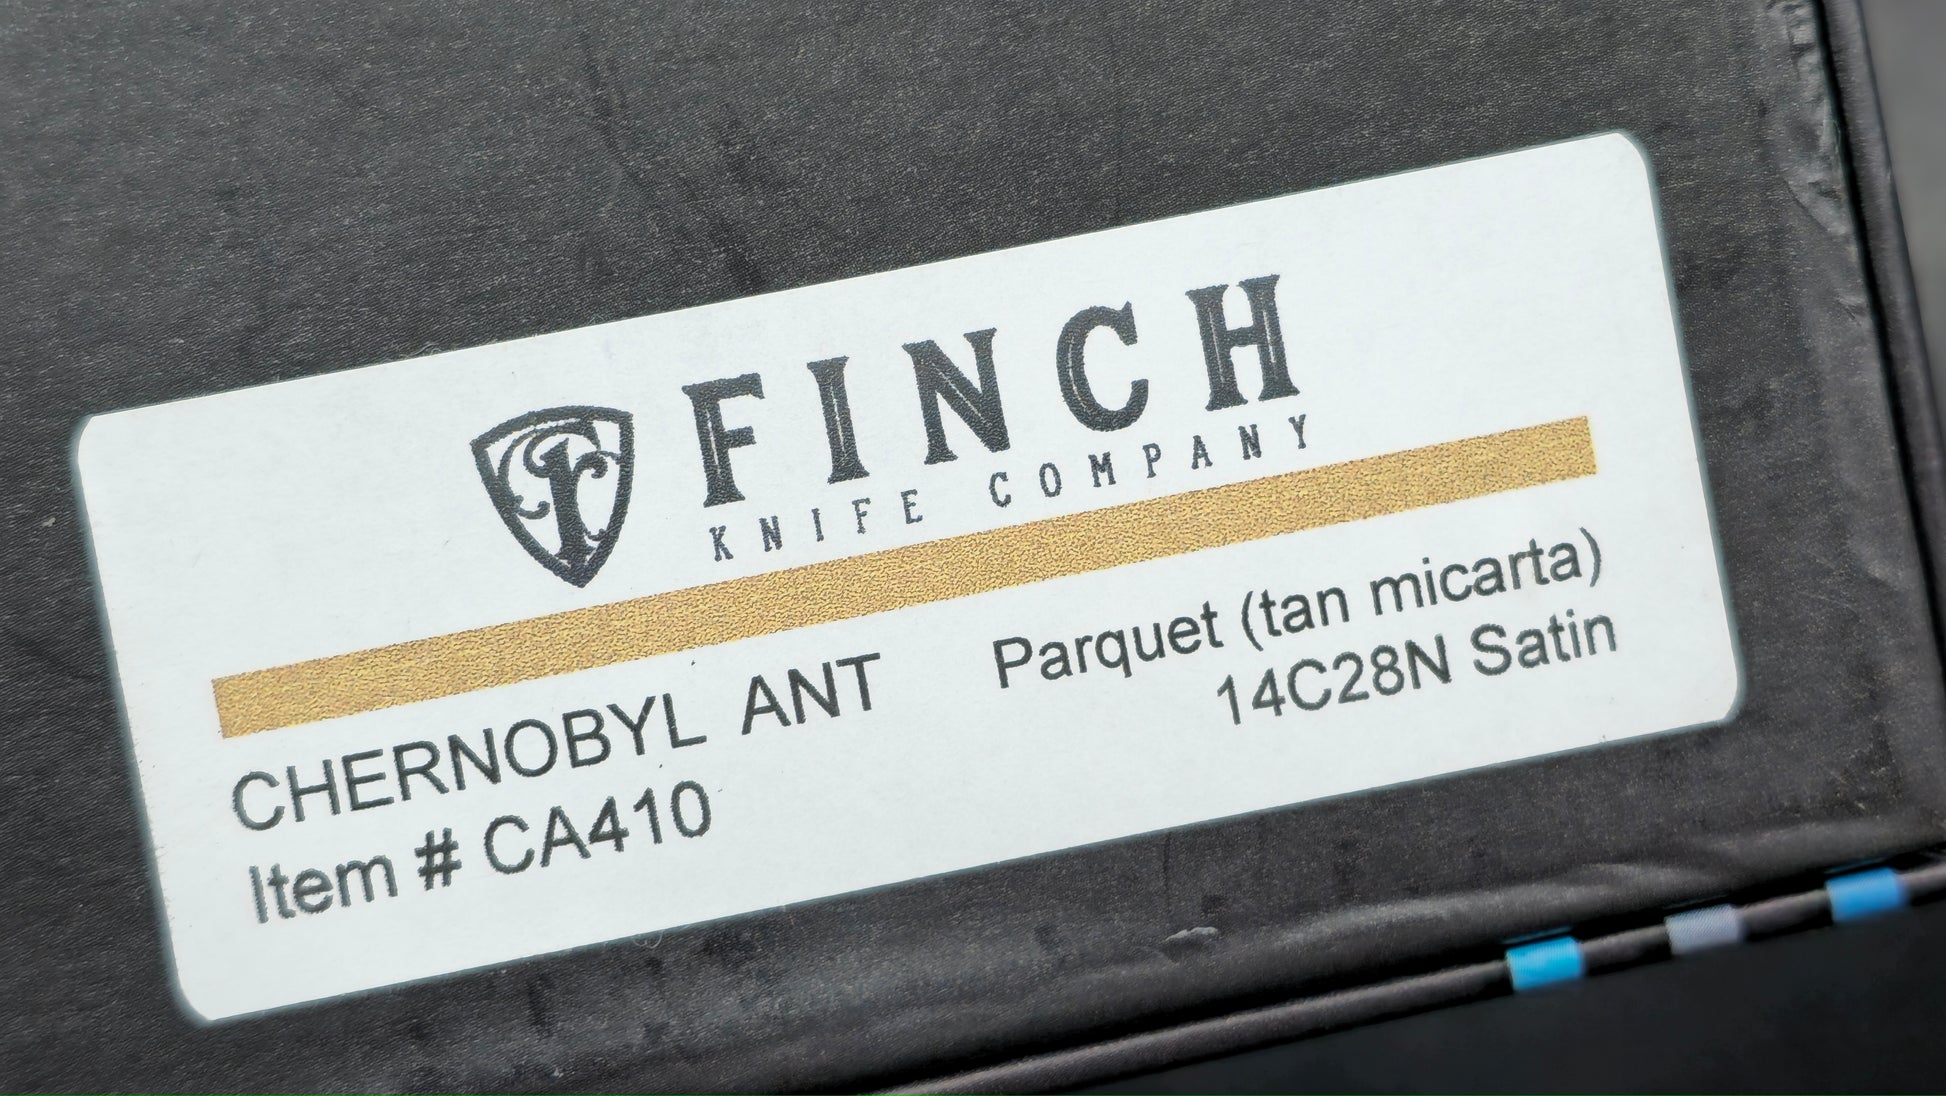 FINCH
KNIFE COMPANY
CHERNOBYL ANT
Item # CA410
Parquet (tan micarta)
14C28N Satin